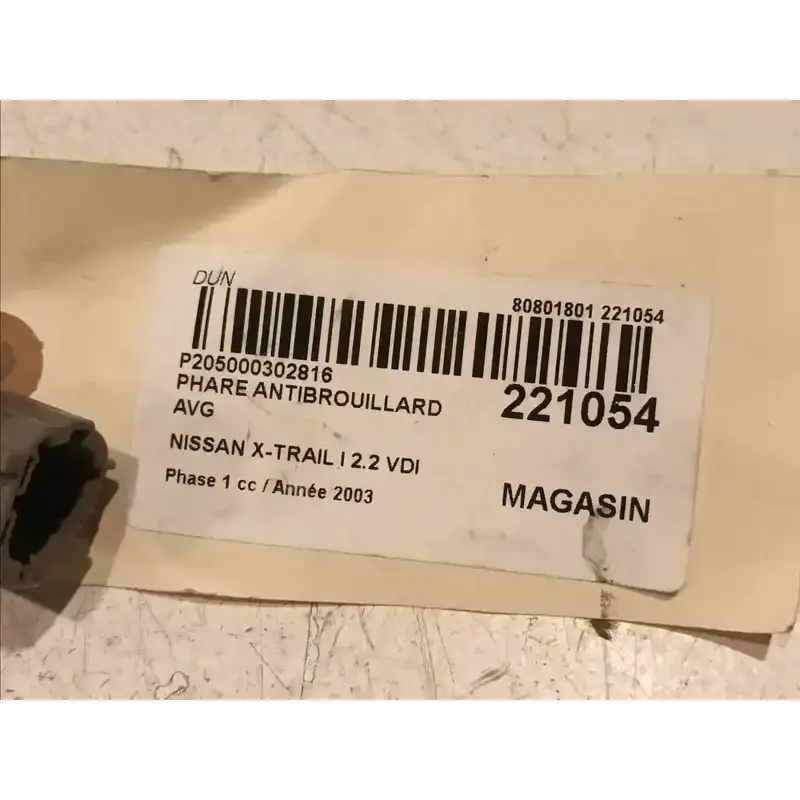 DUN
80801801 221054
P205000302816
PHARE ANTIBROUILLARD
AVG
221054
NISSAN X-TRAIL I 2.2 VDI
Phase 1 cc / Année 2003
MAGASIN